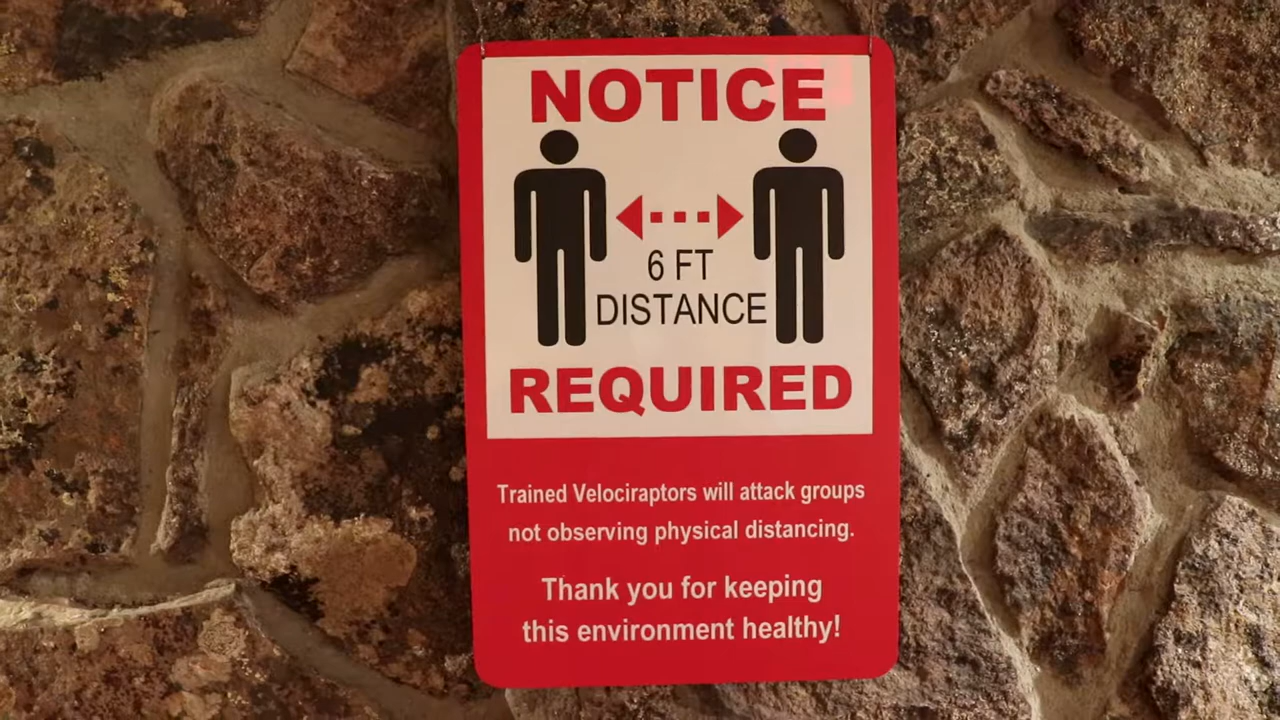 NOTICE
6 FT
DISTANCE
REQUIRED
Trained Velociraptors will attack groups
not observing physical distancing.
Thank you for keeping
this environment healthy!